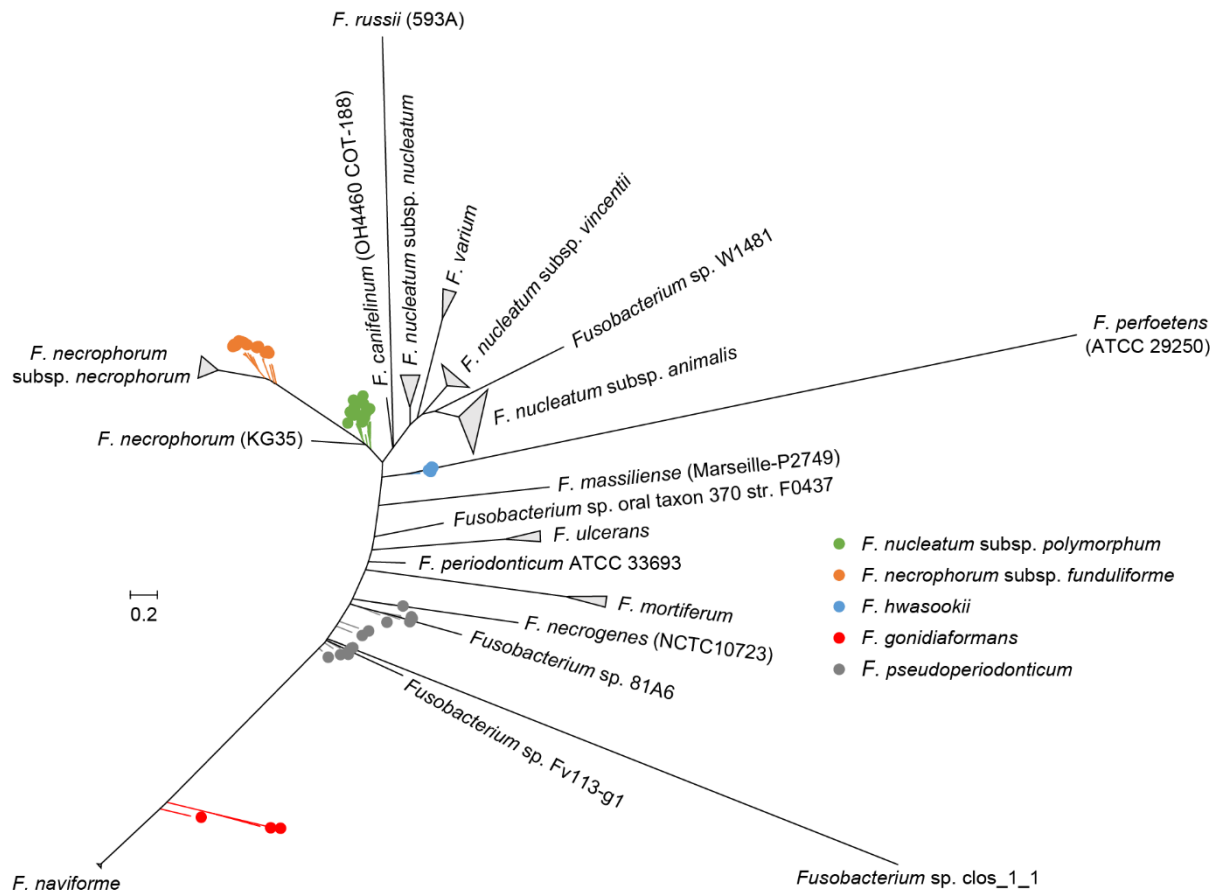 F. russii (593A)
F. canifelinum (OH4460 COT-188)
F. nucleatum subsp. nucleatum
F. varium
F. nucleatum subsp. vincentii
Fusobacterium sp. W1481
F. perfoetens
(ATCC 29250)
F. nucleatum subsp. animalis
F. necrophorum
subsp. necrophorum
F. necrophorum (KG35)
F. massiliense (Marseille-P2749)
Fusobacterium sp. oral taxon 370 str. F0437
F. ulcerans
F. periodonticum ATCC 33693
F. mortiferum
F. necrogenes (NCTC10723)
Fusobacterium sp. 81A6
Fusobacterium sp. Fv113-g1
0.2
F. nucleatum subsp. polymorphum
F. necrophorum subsp. funduliforme
F. hwasookii
F. gonidiaformans
F. pseudoperiodonticum
F. naviforme
Fusobacterium sp. clos_1_1